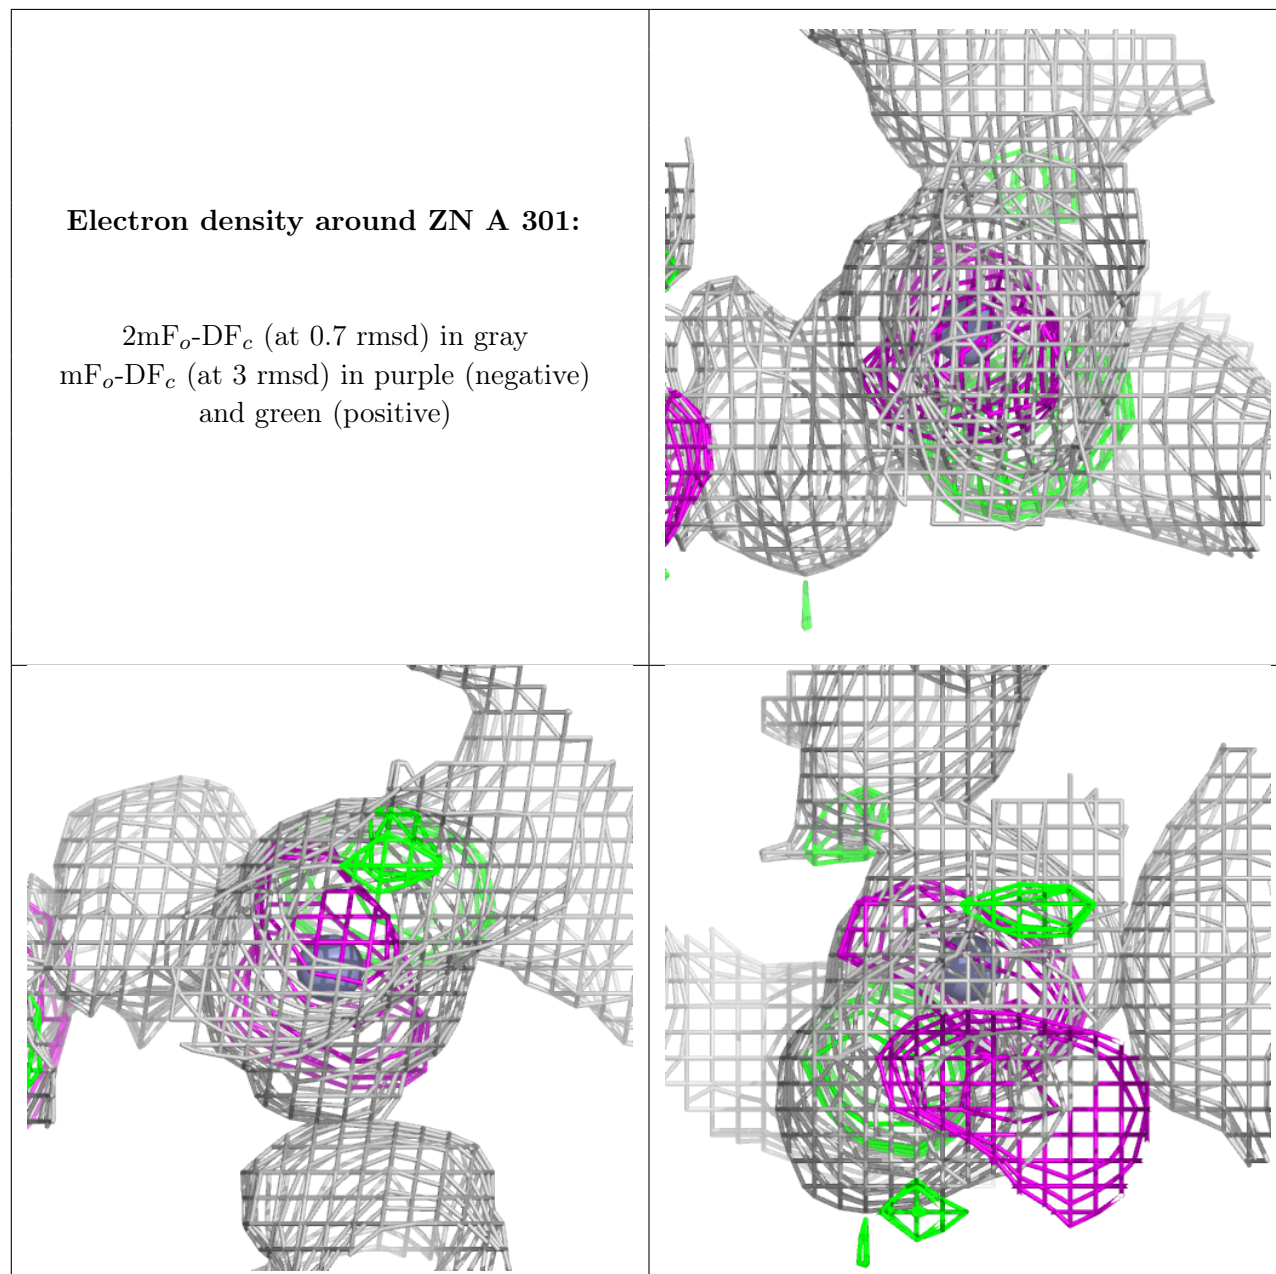 Electron density around ZN A 301:
2mFo-DFc (at 0.7 rmsd) in gray
mFo-DFc (at 3 rmsd) in purple (negative)
and green (positive)